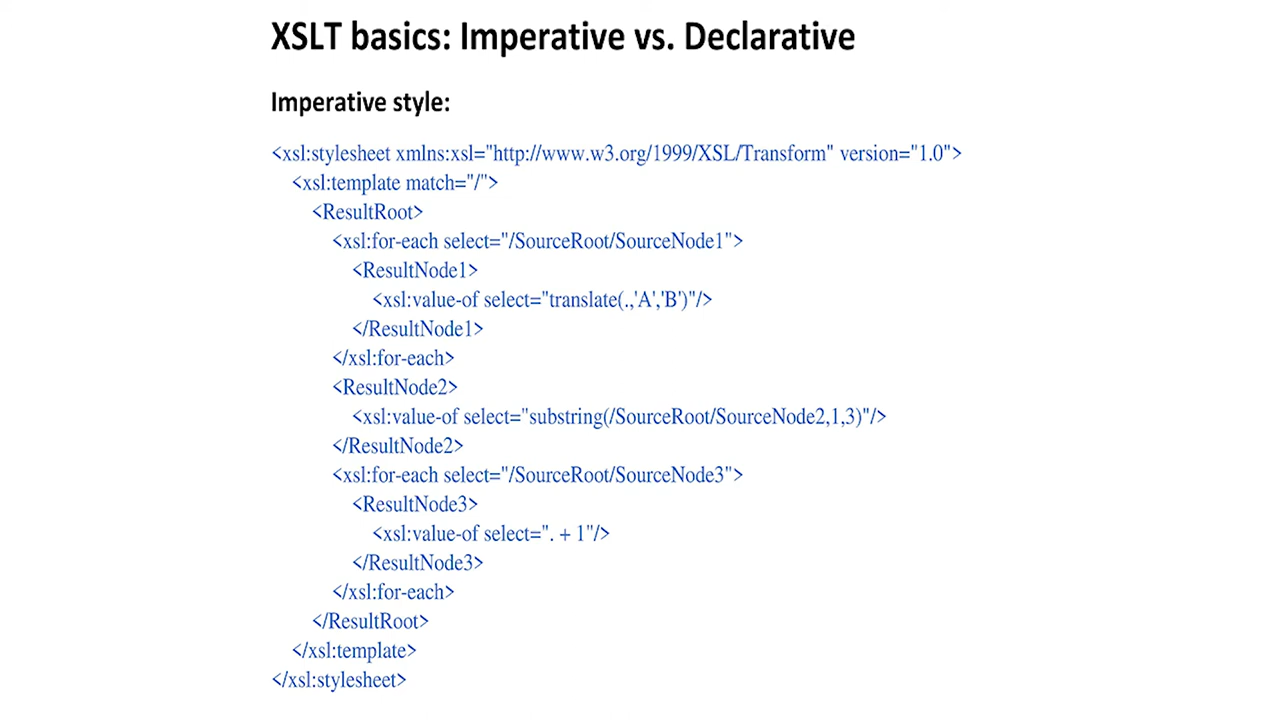 XSLT basics: Imperative vs. Declarative
Imperative style:
<xsl:stylesheet xmlns:xsl="http://www.w3.org/1999/XSL/Transform" version="1.0">
<xsl:template match="/">
<ResultRoot>
<xsl:for-each select="/SourceRoot/SourceNode1">
<ResultNode1>
<xsl:value-of select="translate(.,'A','B')"/>
</ResultNode1>
</xsl:for-each>
<ResultNode2>
<xsl:value-of select="substring(/SourceRoot/SourceNode2,1,3)"/>
</ResultNode2>
<xsl:for-each select="/SourceRoot/SourceNode3">
<ResultNode3>
<xsl:value-of select=". + 1"/>
</ResultNode3>
</xsl:for-each>
</ResultRoot>
</xsl:template>
</xsl:stylesheet>